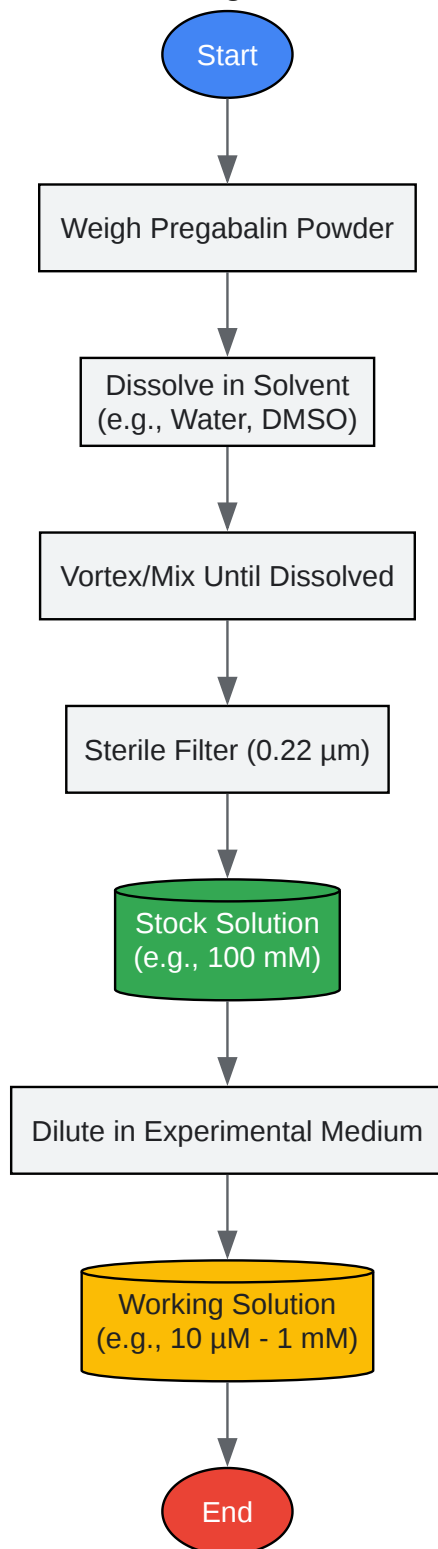 Start
Weigh Pregabalin Powder
Dissolve in Solvent
(e.g., Water, DMSO)
Vortex/Mix Until Dissolved
Sterile Filter (0.22 µm)
Stock Solution
(e.g., 100 mM)
Dilute in Experimental Medium
Working Solution
(e.g., 10 µM - 1 mM)
End